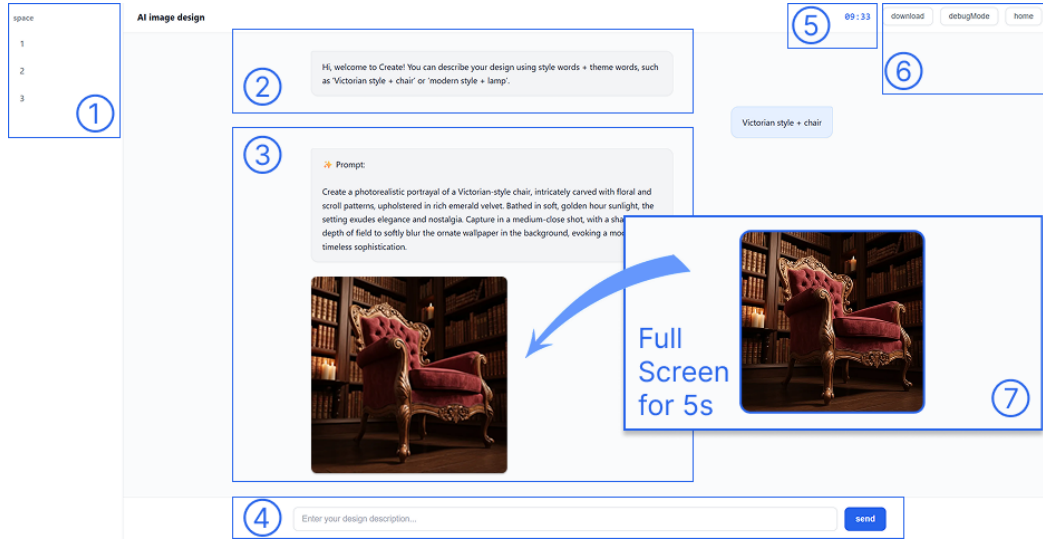 space
1
2
3
①
AI image design
⑤
09:33
download
debugMode
home
⑥
②
Hi, welcome to Create! You can describe your design using style words + theme words, such
as 'Victorian style + chair' or 'modern style + lamp'.
Victorian style + chair
③
✨ Prompt:
Create a photorealistic portrayal of a Victorian-style chair, intricately carved with floral and
scroll patterns, upholstered in rich emerald velvet. Bathed in soft, golden hour sunlight, the
setting exudes elegance and nostalgia. Capture in a medium-close shot, with a
depth of field to softly blur the ornate wallpaper in the background, evoking a
timeless sophistication.
Full
Screen
for 5s
⑦
④
Enter your design description...
send